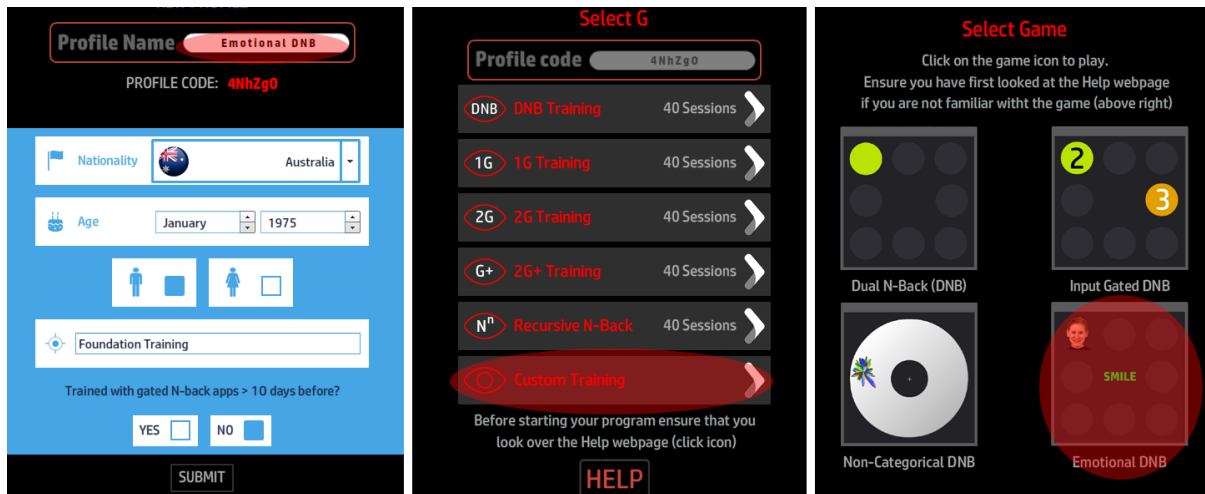 Profile Name Emotional DNB
PROFILE CODE: 4NhZgO
Nationality Australia
Age January 1975
Foundation Training
Trained with gated N-back apps > 10 days before?
YES NO
SUBMIT
Select G
Profile code 4NhZgO
DNB DNB Training 40 Sessions
1G 1G Training 40 Sessions
2G 2G Training 40 Sessions
G+ 2G+ Training 40 Sessions
Nⁿ Recursive N-Back 40 Sessions
Custom Training
Before starting your program ensure that you
look over the Help webpage (click icon)
HELP
Select Game
Click on the game icon to play.
Ensure you have first looked at the Help webpage
if you are not familiar witht the game (above right)
2
3
Dual N-Back (DNB) Input Gated DNB
SMILE
Non-Categorical DNB Emotional DNB